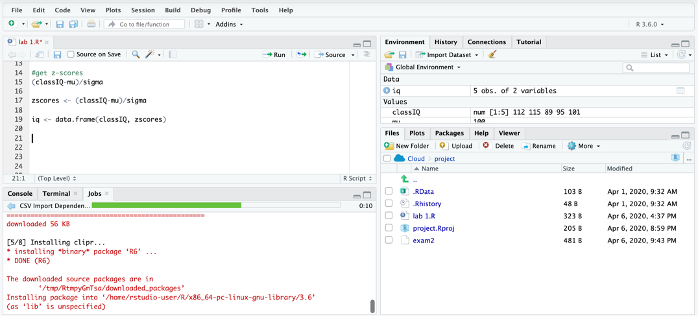 File Edit Code View Plots Session Build Debug Profile Tools Help
Go to file/function Addins R 3.6.0
lab 1.R*
Source on Save Run Source
13
14 #get z-scores
15 (classIQ-mu)/sigma
16
17 zscores <- (classIQ-mu)/sigma
18
19 iq <- data.frame(classIQ, zscores)
20
21
22
23
24
21:1 (Top Level) R Script
Console Terminal Jobs
CSV Import Dependen... 0:10
==================================================
downloaded 56 KB
[5/8] Installing clipr...
* installing *binary* package 'R6' ...
* DONE (R6)
The downloaded source packages are in
'/tmp/RtmpyGnTso/downloaded_packages'
Installing package into '/home/rstudio-user/R/x86_64-pc-linux-gnu-library/3.6'
(as 'lib' is unspecified)
Environment History Connections Tutorial
Import Dataset List
Global Environment
Data
iq 5 obs. of 2 variables
Values
classIQ num [1:5] 112 115 89 95 101
mu 100
Files Plots Packages Help Viewer
New Folder Upload Delete Rename More
Cloud project
Name Size Modified
..
.RData 103 B Apr 1, 2020, 9:32 AM
.Rhistory 48 B Apr 1, 2020, 9:32 AM
lab 1.R 323 B Apr 6, 2020, 4:37 PM
project.Rproj 205 B Apr 6, 2020, 8:59 PM
exam2 481 B Apr 6, 2020, 9:43 PM